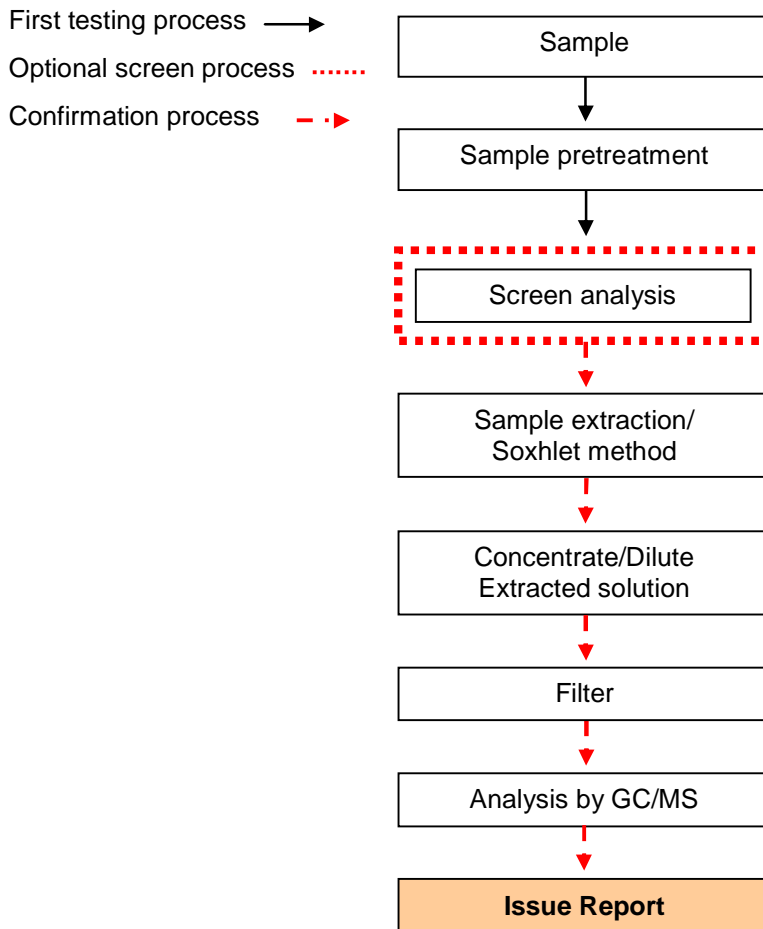 First testing process
Optional screen process
Confirmation process
Sample
Sample pretreatment
Screen analysis
Sample extraction/
Soxhlet method
Concentrate/Dilute
Extracted solution
Filter
Analysis by GC/MS
Issue Report